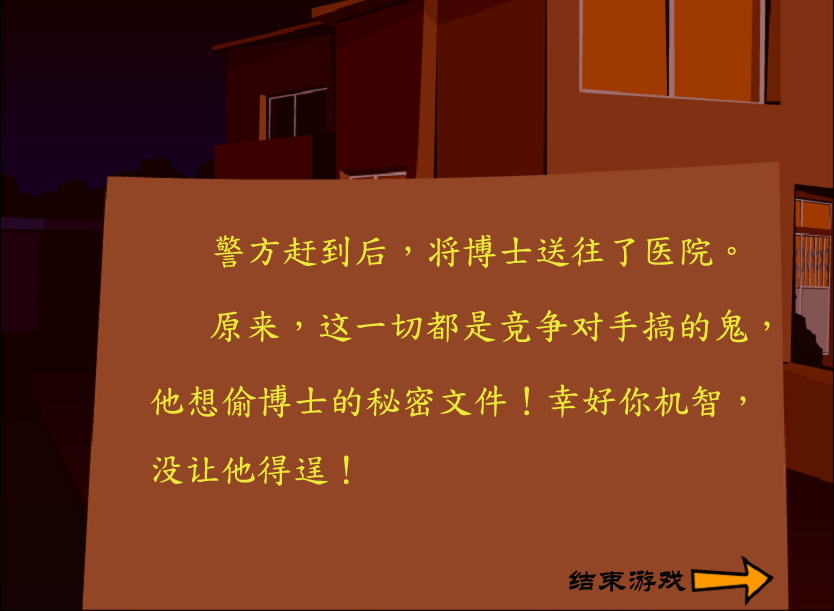 警方赶到后，将博士送往了医院。
原来，这一切都是竞争对手搞的鬼，
他想偷博士的秘密文件！幸好你机智，
没让他得逞！
结束游戏